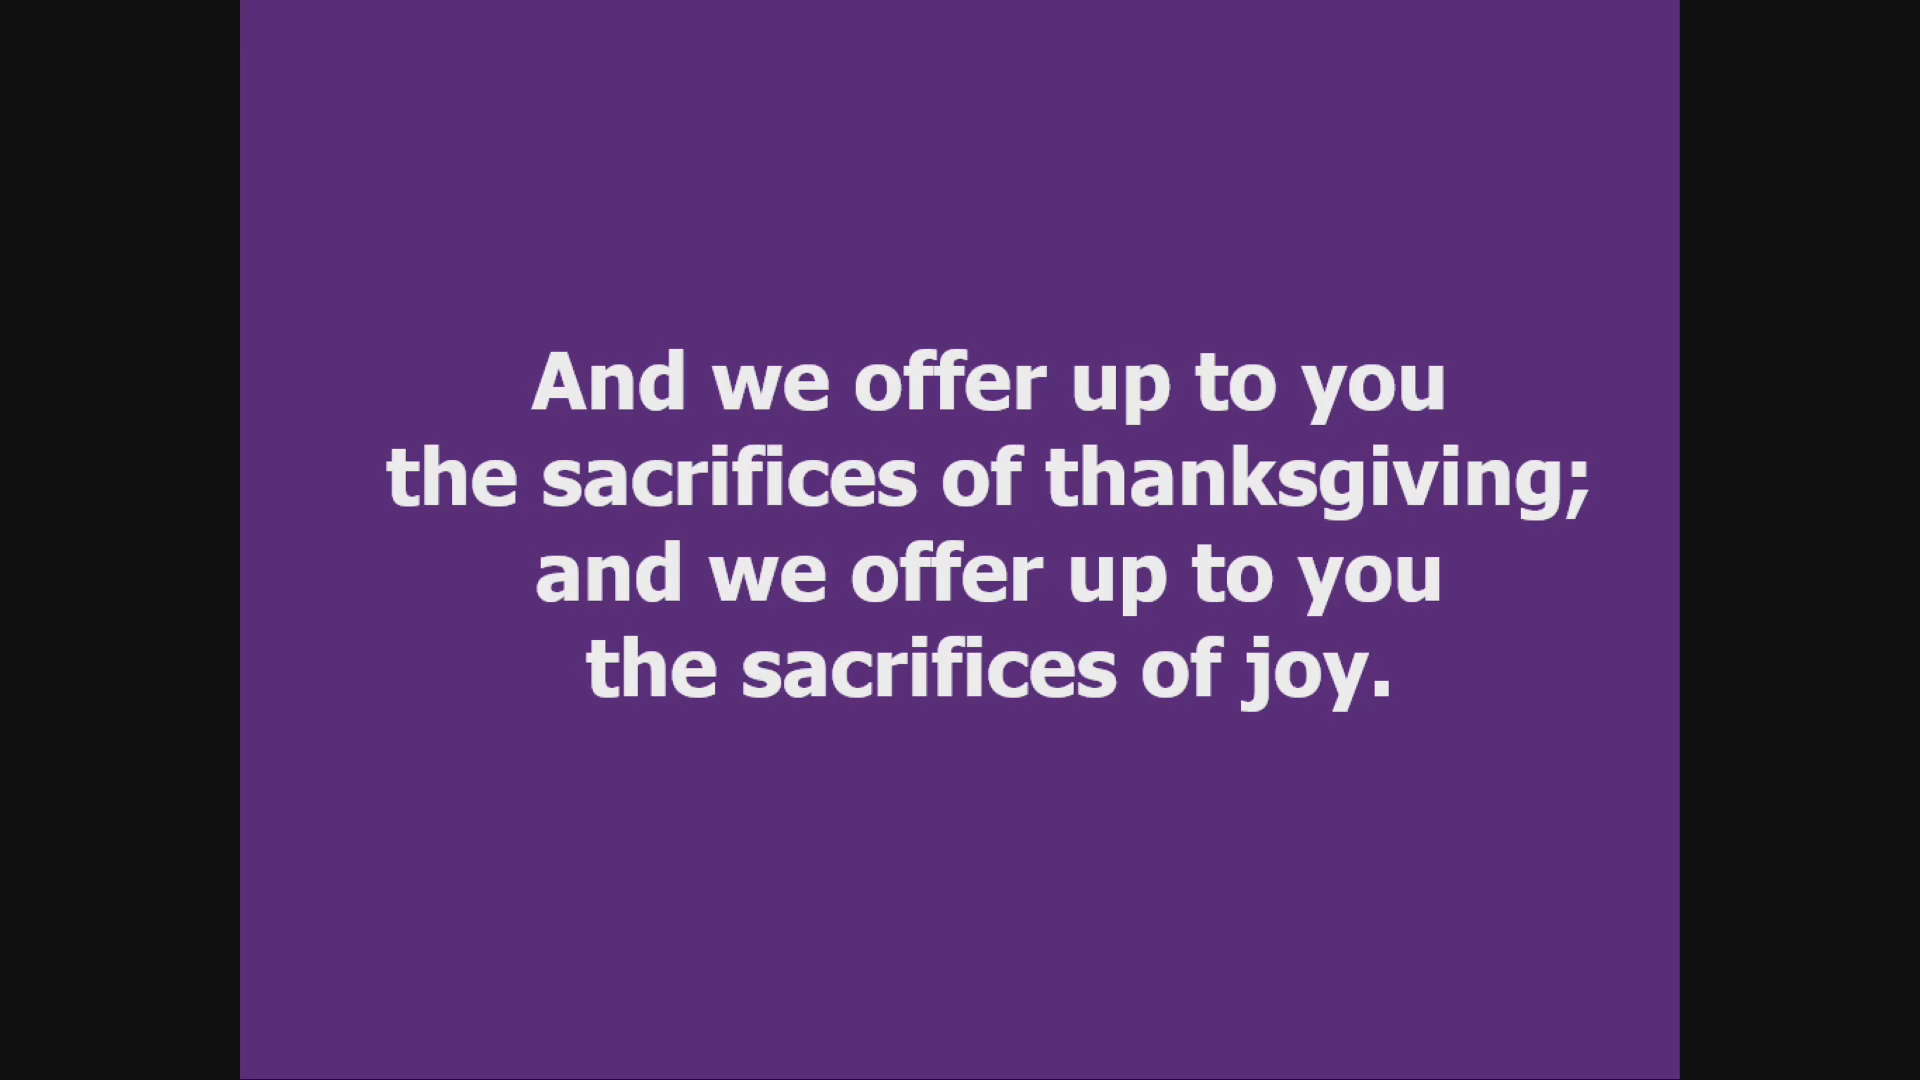 And we offer up to you
the sacrifices of thanksgiving;
and we offer up to you
the sacrifices of joy.